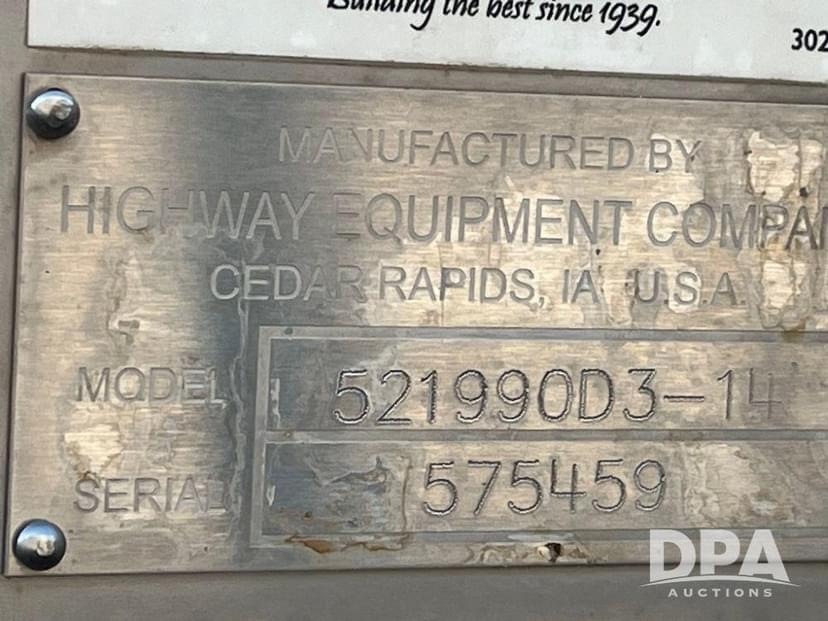 Building the best since 1939.
302
MANUFACTURED BY
HIGHWAY EQUIPMENT COMPAN
CEDAR RAPIDS, IA U.S.A.
MODEL 521990D3-14
SERIAL 575459
DPA
AUCTIONS